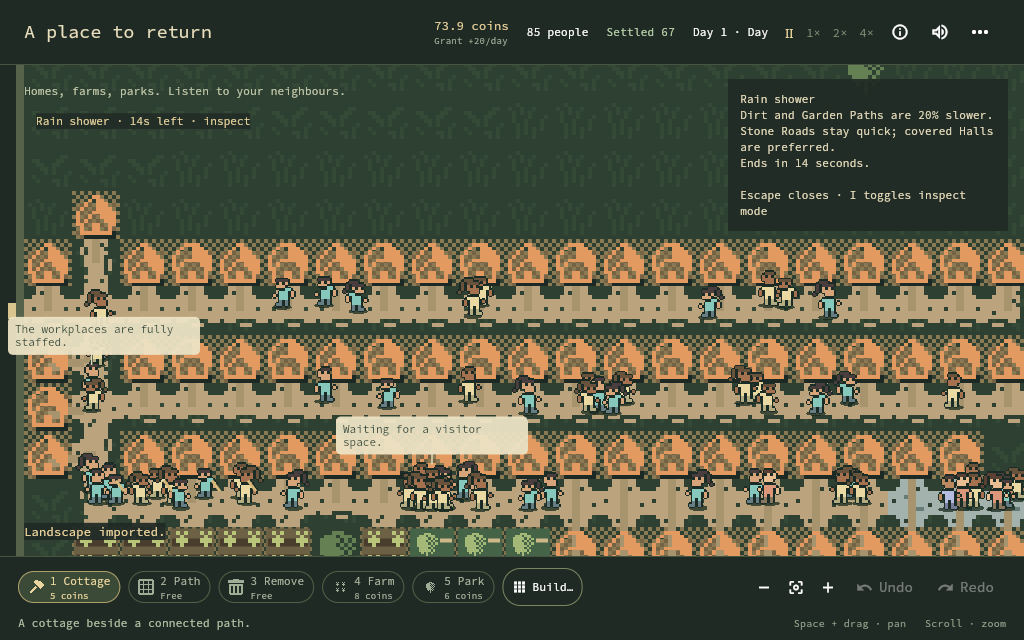 A place to return
73.9 coins
Grant +20/day
85 people
Settled 67
Day 1 · Day
II
1×
2×
4×
Homes, farms, parks. Listen to your neighbours.
Rain shower · 14s left · inspect
Rain shower
Dirt and Garden Paths are 20% slower.
Stone Roads stay quick; covered Halls
are preferred.
Ends in 14 seconds.
Escape closes · I toggles inspect
mode
The workplaces are fully
staffed.
Waiting for a visitor
space.
Landscape imported.
1 Cottage
5 coins
2 Path
Free
3 Remove
Free
4 Farm
8 coins
5 Park
6 coins
Build…
Undo
Redo
A cottage beside a connected path.
Space + drag · pan
Scroll · zoom